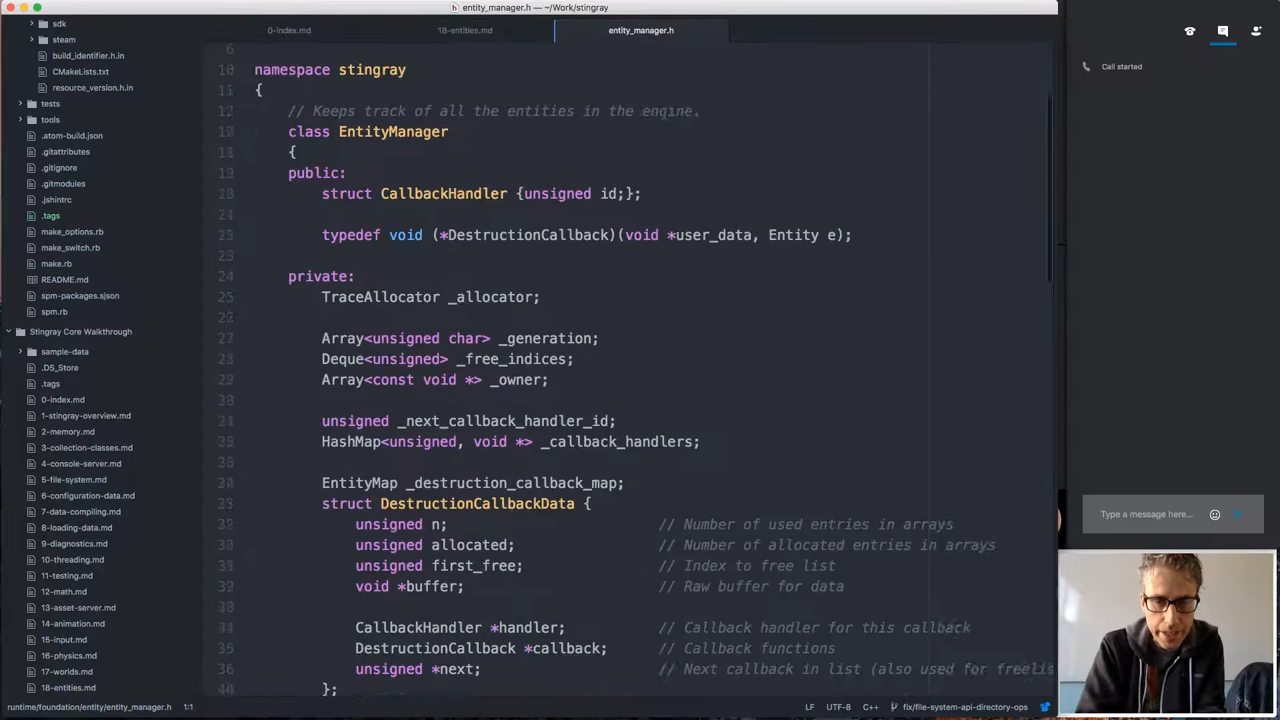 entity_manager.h — ~/Work/stingray
sdk
steam
build_identifier.h.in
CMakeLists.txt
resource_version.h.in
tests
tools
.atom-build.json
.gitattributes
.gitignore
.gitmodules
.jshintrc
.tags
make_options.rb
make_switch.rb
make.rb
README.md
spm-packages.json
spm.rb
Stingray Core Walkthrough
sample-data
.DS_Store
.tags
0-index.md
1-stingray-overview.md
2-memory.md
3-collection-classes.md
4-console-server.md
5-file-system.md
6-configuration-data.md
7-data-compiling.md
8-loading-data.md
9-diagnostics.md
10-threading.md
11-testing.md
12-math.md
13-asset-server.md
14-animation.md
15-input.md
16-physics.md
17-worlds.md
18-entities.md
0-index.md
18-entities.md
entity_manager.h
10 namespace stingray
11 {
// Keeps track of all the entities in the engine.
class EntityManager
{
public:
struct CallbackHandler {unsigned id;};
typedef void (*DestructionCallback)(void *user_data, Entity e);
24 private:
25 TraceAllocator _allocator;
27 Array<unsigned char> _generation;
Deque<unsigned> _free_indices;
Array<const void *> _owner;
unsigned _next_callback_handler_id;
HashMap<unsigned, void *> _callback_handlers;
EntityMap _destruction_callback_map;
struct DestructionCallbackData {
unsigned n; // Number of used entries in arrays
unsigned allocated; // Number of allocated entries in arrays
unsigned first_free; // Index to free list
void *buffer; // Raw buffer for data
CallbackHandler *handler; // Callback handler for this callback
35 DestructionCallback *callback; // Callback functions
36 unsigned *next; // Next callback in list (also used for freelis
};
runtime/foundation/entity/entity_manager.h 1:1
LF UTF-8 C++ fix/file-system-api-directory-ops
Call started
Type a message here...